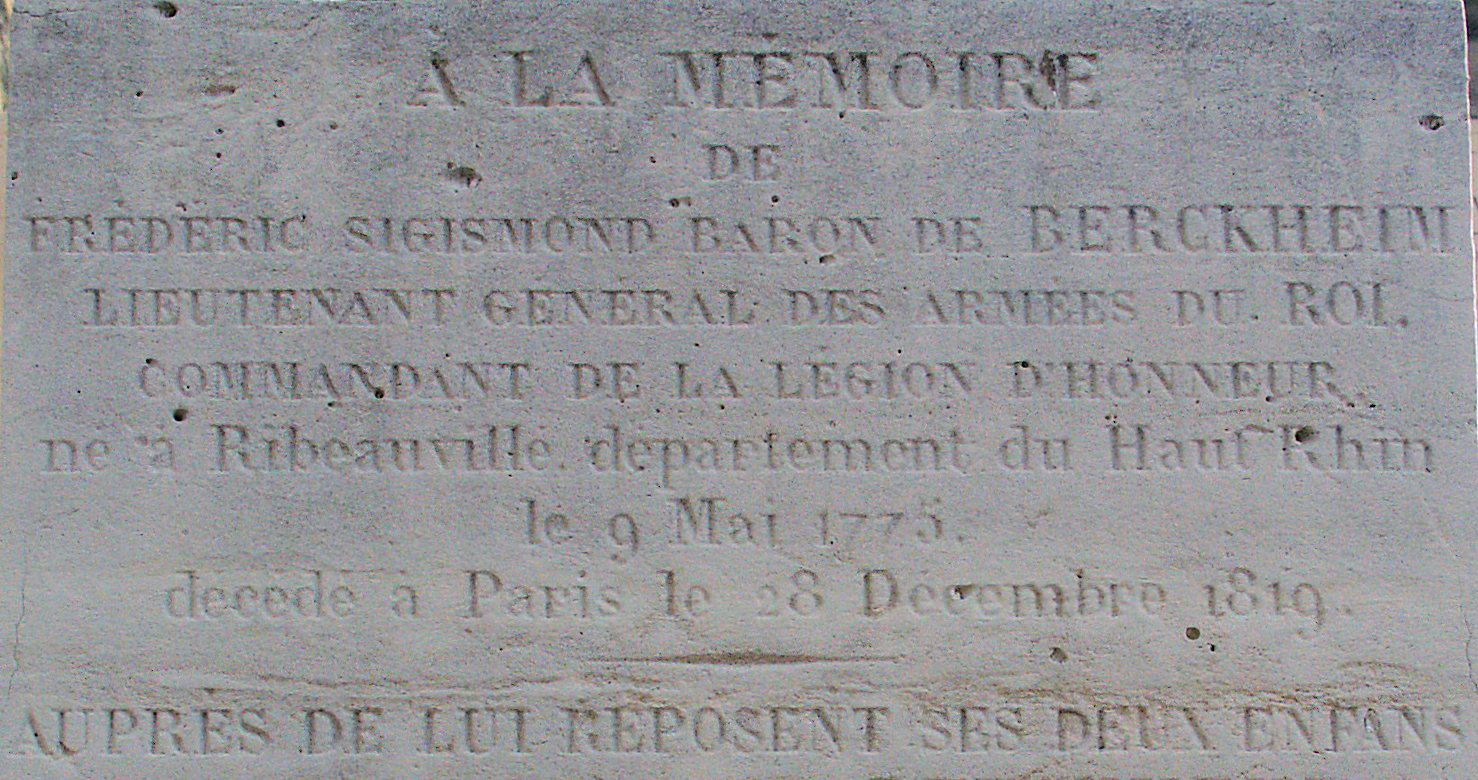 A LA MÉMOIRE
DE
FRÉDÉRIC SIGISMOND BARON DE BERCKHEIM
LIEUTENANT GÉNÉRAL DES ARMÉES DU ROI.
COMMANDANT DE LA LÉGION D'HONNEUR.
né à Ribeauvillé. département du Haut Rhin
le 9 Mai 1775.
décédé à Paris le 28 Décembre 1819.
AUPRÈS DE LUI REPOSENT SES DEUX ENFANS